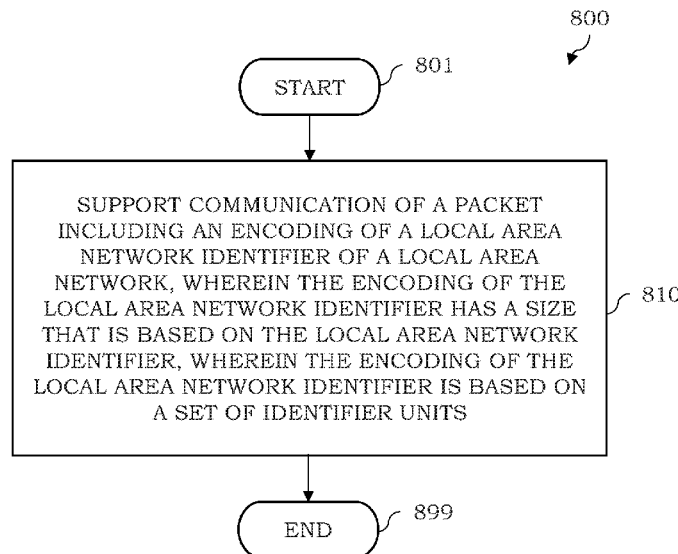 800
START
801
SUPPORT COMMUNICATION OF A PACKET
INCLUDING AN ENCODING OF A LOCAL AREA
NETWORK IDENTIFIER OF A LOCAL AREA
NETWORK, WHEREIN THE ENCODING OF THE
LOCAL AREA NETWORK IDENTIFIER HAS A SIZE
THAT IS BASED ON THE LOCAL AREA NETWORK
IDENTIFIER, WHEREIN THE ENCODING OF THE
LOCAL AREA NETWORK IDENTIFIER IS BASED ON
A SET OF IDENTIFIER UNITS
810
END
899